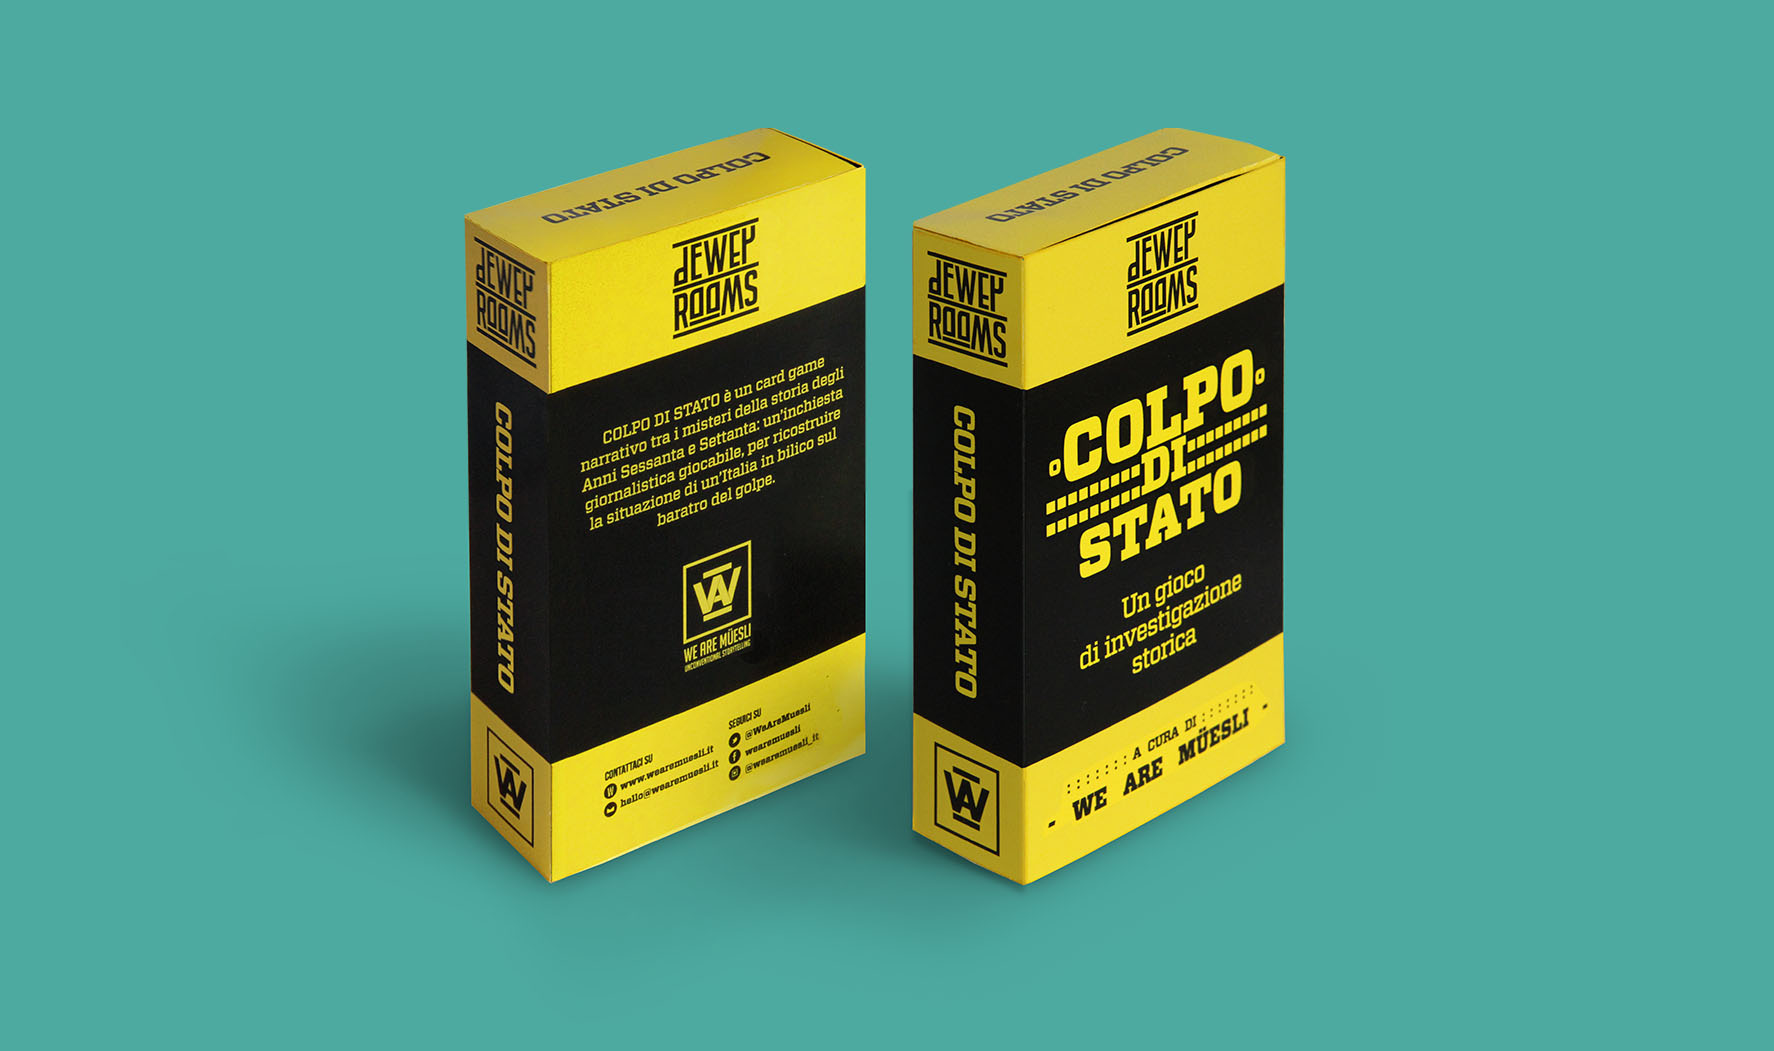 COLPO DI STATO
DEWEY
ROOMS
COLPO DI STATO
DEWEY
ROOMS
COLPO DI STATO è un card game
narrativo tra i misteri della storia degli
Anni Sessanta e Settanta: un'inchiesta
giornalistica giocabile, per ricostruire
la situazione di un'Italia in bilico sul
baratro del golpe.
WE ARE MÜESLI
UNCONVENTIONAL STORYTELLING
CONTATTACI SU
www.wearemuesli.it
hello@wearemuesli.it
SEGUICI SU
@WeAreMuesli
wearemuesli
@wearemuesli_it
COLPO DI STATO
DEWEY
ROOMS
COLPO DI STATO
DEWEY
ROOMS
COLPO
DI
STATO
Un gioco
di investigazione
storica
A CURA DI
- WE ARE MÜESLI -